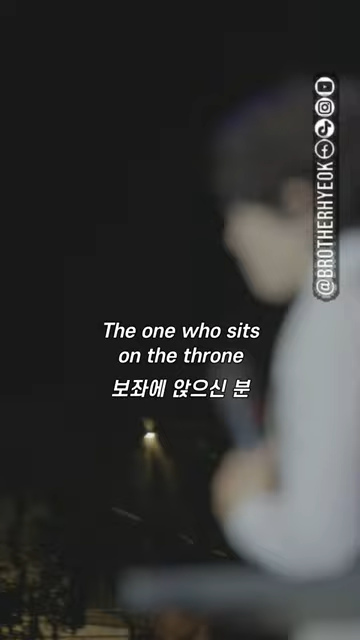 The one who sits
on the throne
보좌에 앉으신 분
@BROTHERHYEOK